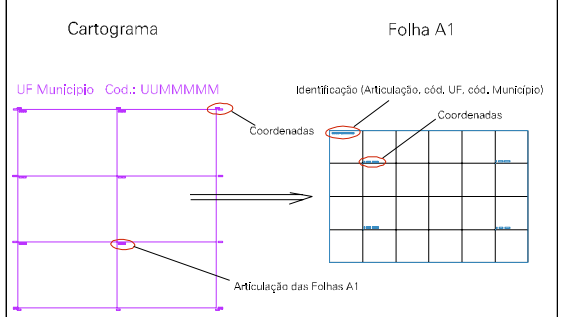 Cartograma
Folha A1
UF Município Cod.: UUMMMMM
Identificação (Articulação, cód. UF, cód. Município)
Coordenadas
Coordenadas
Articulação das Folhas A1